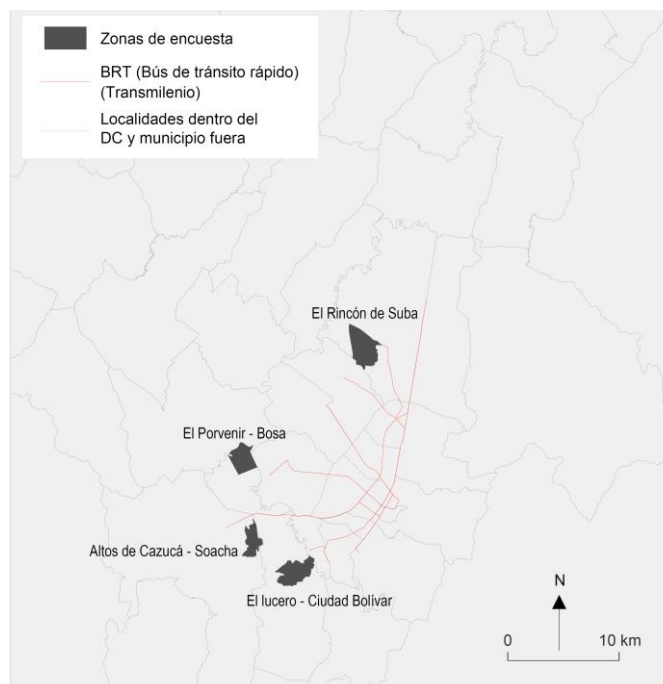 Zonas de encuesta
BRT (Bús de tránsito rápido)
(Transmilenio)
Localidades dentro del
DC y municipio fuera
El Rincón de Suba
El Porvenir - Bosa
Altos de Cazucá - Soacha
El lucero - Ciudad Bolívar
N
0 10 km